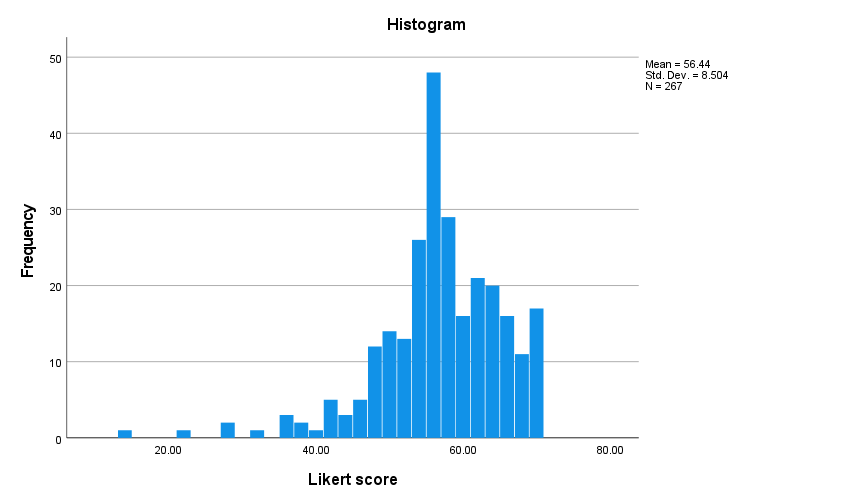 Histogram
Mean = 56.44
Std. Dev. = 8.504
N = 267
Frequency
50
40
30
20
10
0
20.00 40.00 60.00 80.00
Likert score